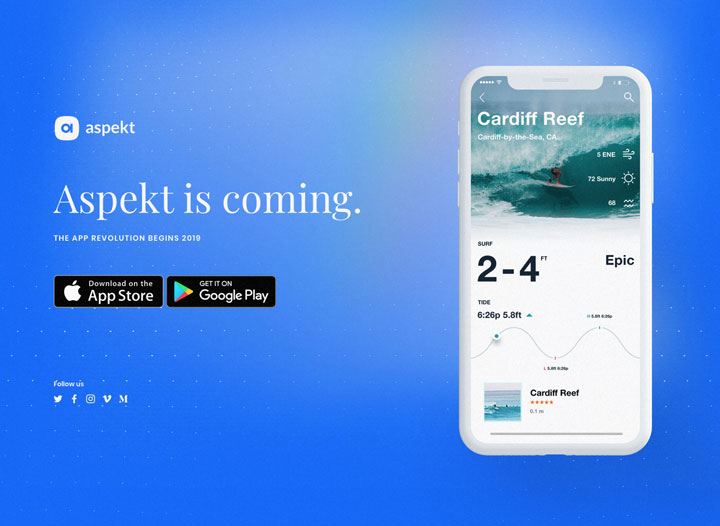 aspekt
Aspekt is coming.
THE APP REVOLUTION BEGINS 2019
Download on the
App Store
GET IT ON
Google Play
Follow us
Cardiff Reef
Cardiff-by-the-Sea, CA.
5 ENE
72 Sunny
68
SURF
2-4 FT
Epic
TIDE
6:26p 5.8ft
H 5.8ft 6:26p
L 5.8ft 6:26p
Cardiff Reef
0.1 m